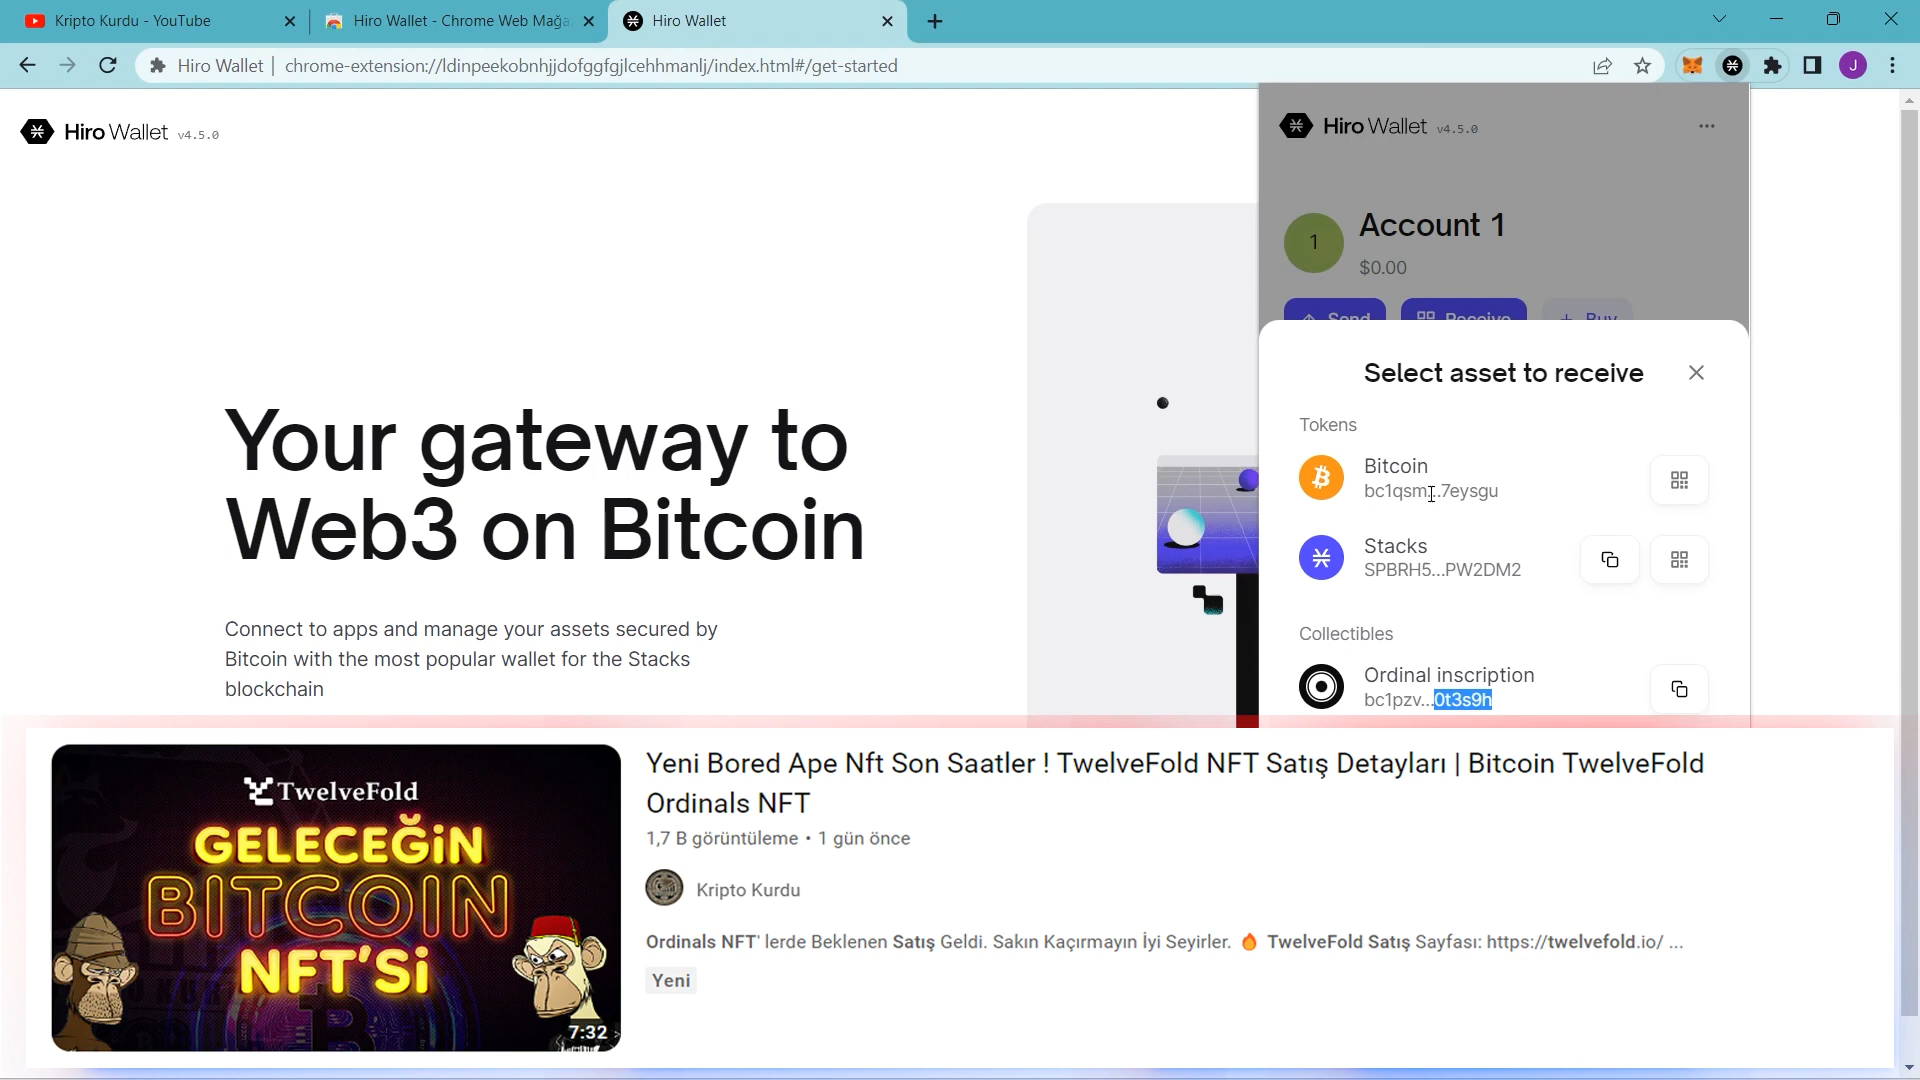 Kripto Kurdu - YouTube
Hiro Wallet - Chrome Web Mağa
Hiro Wallet
Hiro Wallet | chrome-extension://ldinpeekobnhjjdofggfgjlcehhmanlj/index.html#/get-started
J
Hiro Wallet v4.5.0
Your gateway to
Web3 on Bitcoin
Connect to apps and manage your assets secured by
Bitcoin with the most popular wallet for the Stacks
blockchain
Hiro Wallet v4.5.0
1
Account 1
$0.00
Send
Receive
+ Buy
Select asset to receive
Tokens
Bitcoin
bc1qsm...7eysgu
Stacks
SPBRH5...PW2DM2
Collectibles
Ordinal inscription
bc1pzv...0t3s9h
TwelveFold
GELECEĞİN
BITCOIN
NFT'Sİ
7:32
Yeni Bored Ape Nft Son Saatler ! TwelveFold NFT Satış Detayları | Bitcoin TwelveFold
Ordinals NFT
1,7 B görüntüleme • 1 gün önce
Kripto Kurdu
Ordinals NFT' lerde Beklenen Satış Geldi. Sakın Kaçırmayın İyi Seyirler. 🔥 TwelveFold Satış Sayfası: https://twelvefold.io/ ...
Yeni